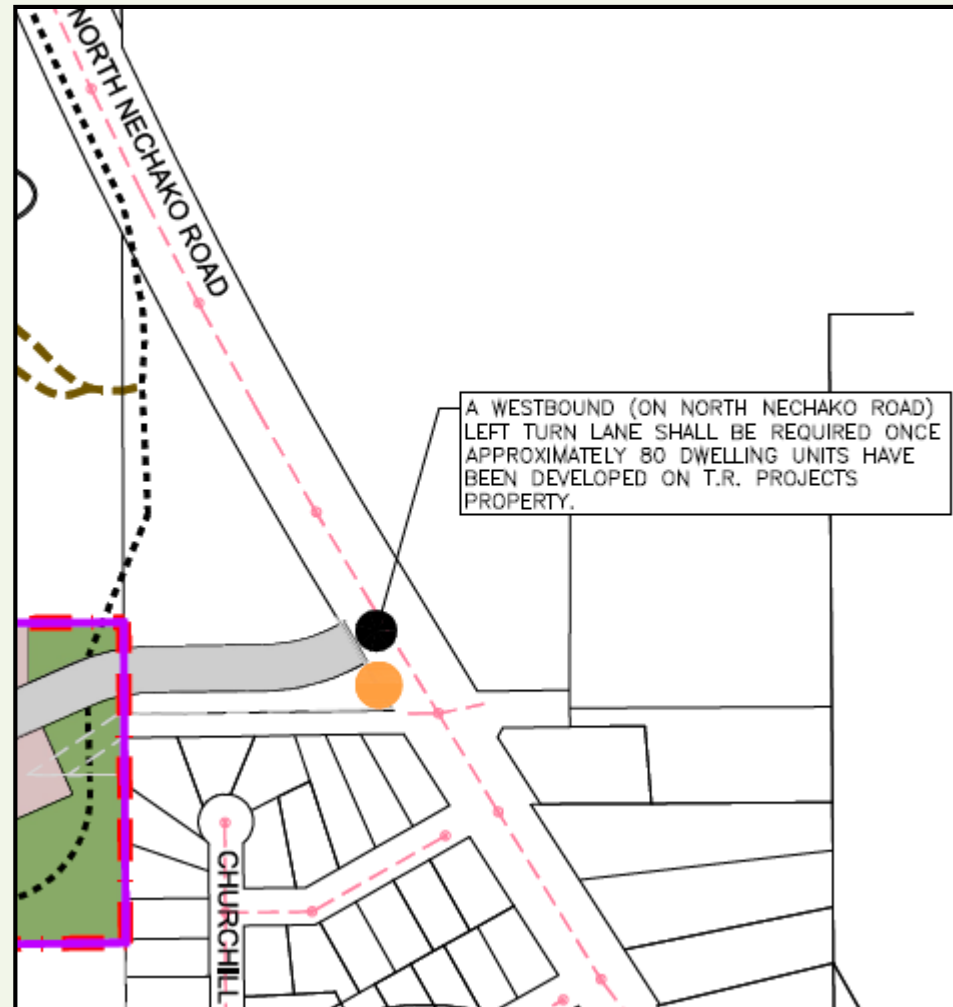 NORTH NECHAKO ROAD
A WESTBOUND (ON NORTH NECHAKO ROAD)
LEFT TURN LANE SHALL BE REQUIRED ONCE
APPROXIMATELY 80 DWELLING UNITS HAVE
BEEN DEVELOPED ON T.R. PROJECTS
PROPERTY.
CHURCHILL